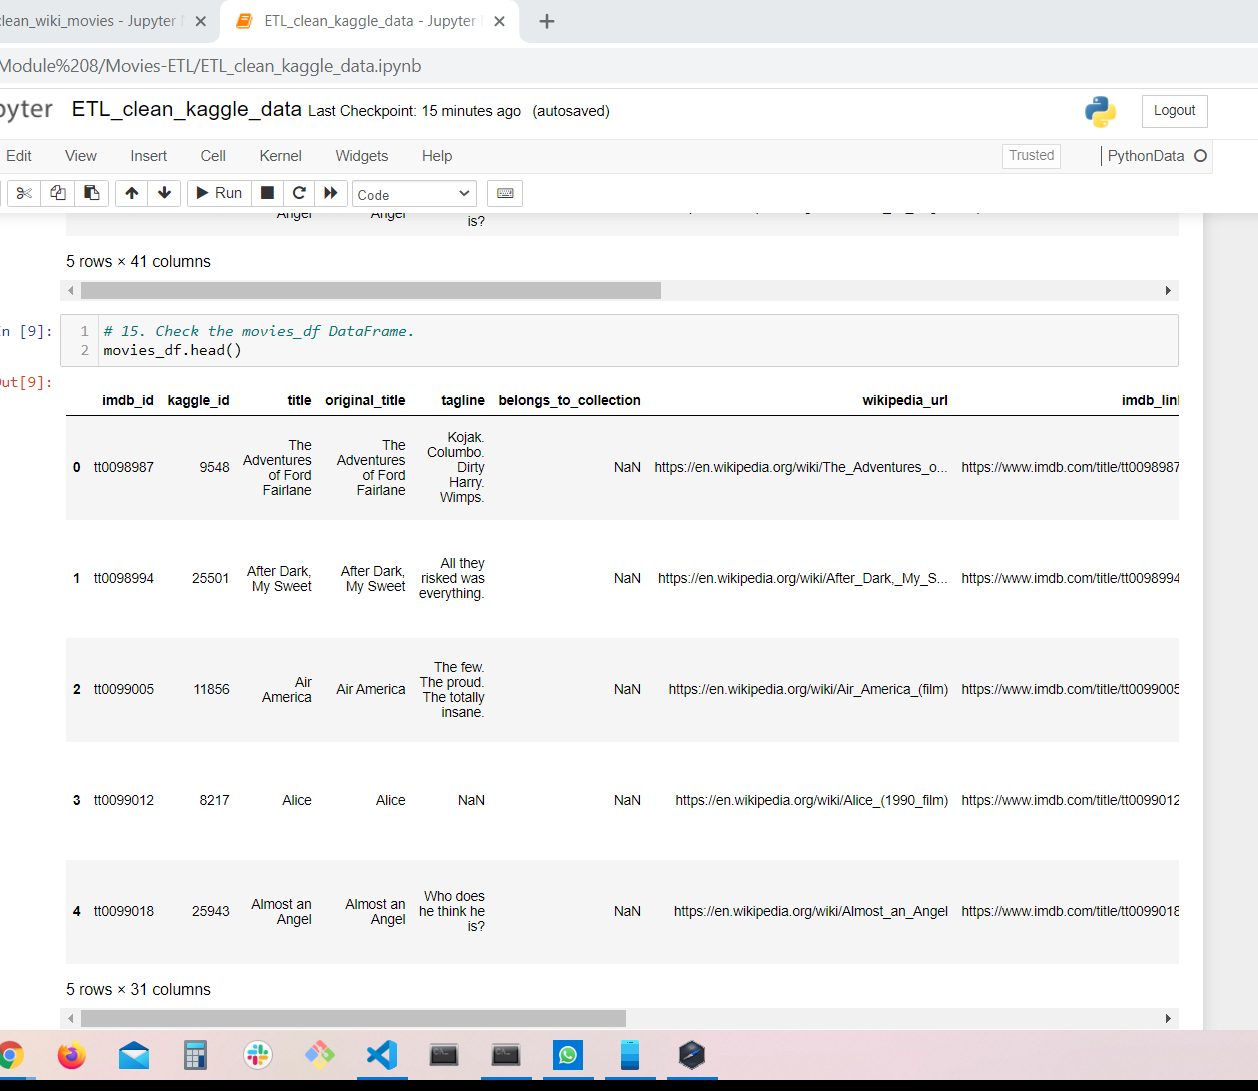 lean_wiki_movies - Jupyter
ETL_clean_kaggle_data - Jupyter
Module%208/Movies-ETL/ETL_clean_kaggle_data.ipynb
pyter ETL_clean_kaggle_data Last Checkpoint: 15 minutes ago (autosaved)
Logout
Edit View Insert Cell Kernel Widgets Help
Trusted PythonData
Run Code
Angel Angel
is?
5 rows × 41 columns
n [9]: 1 # 15. Check the movies_df DataFrame.
2 movies_df.head()
Out[9]:
imdb_id kaggle_id title original_title tagline belongs_to_collection wikipedia_url imdb_lin
0 tt0098987 9548 The Adventures of Ford Fairlane The Adventures of Ford Fairlane Kojak. Columbo. Dirty Harry. Wimps. NaN https://en.wikipedia.org/wiki/The_Adventures_o... https://www.imdb.com/title/tt0098987
1 tt0098994 25501 After Dark, My Sweet After Dark, My Sweet All they risked was everything. NaN https://en.wikipedia.org/wiki/After_Dark,_My_S... https://www.imdb.com/title/tt0098994
2 tt0099005 11856 Air America Air America The few. The proud. The totally insane. NaN https://en.wikipedia.org/wiki/Air_America_(film) https://www.imdb.com/title/tt0099005
3 tt0099012 8217 Alice Alice NaN NaN https://en.wikipedia.org/wiki/Alice_(1990_film) https://www.imdb.com/title/tt0099012
4 tt0099018 25943 Almost an Angel Almost an Angel Who does he think he is? NaN https://en.wikipedia.org/wiki/Almost_an_Angel https://www.imdb.com/title/tt0099018
5 rows × 31 columns